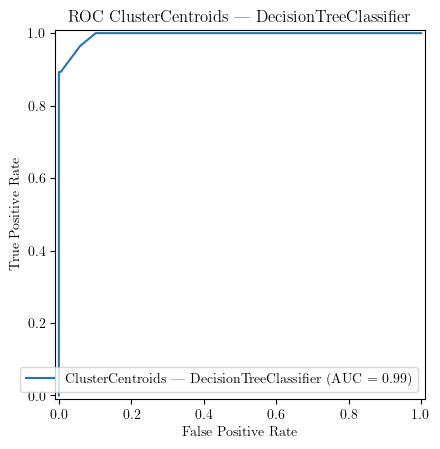 ROC ClusterCentroids — DecisionTreeClassifier
1.0
0.8
0.6
0.4
0.2
0.0
True Positive Rate
ClusterCentroids — DecisionTreeClassifier (AUC = 0.99)
0.0 0.2 0.4 0.6 0.8 1.0
False Positive Rate